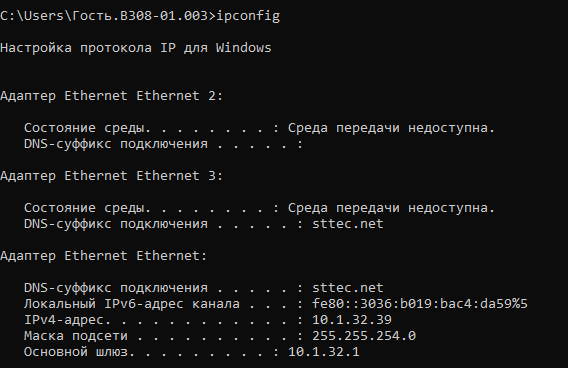 C:\Users\Гость.B308-01.003>ipconfig
Настройка протокола IP для Windows
Адаптер Ethernet Ethernet 2:
Состояние среды. . . . . . . . : Среда передачи недоступна.
DNS-суффикс подключения . . . . . :
Адаптер Ethernet Ethernet 3:
Состояние среды. . . . . . . . : Среда передачи недоступна.
DNS-суффикс подключения . . . . . : sttec.net
Адаптер Ethernet Ethernet:
DNS-суффикс подключения . . . . . : sttec.net
Локальный IPv6-адрес канала . . . : fe80::3036:b019:bac4:da59%5
IPv4-адрес. . . . . . . . . . . . : 10.1.32.39
Маска подсети . . . . . . . . . . : 255.255.254.0
Основной шлюз. . . . . . . . . : 10.1.32.1